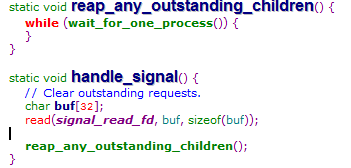 static void reap_any_outstanding_children() {
while (wait_for_one_process()) {
}
}
static void handle_signal() {
// Clear outstanding requests.
char buf[32];
read(signal_read_fd, buf, sizeof(buf));
reap_any_outstanding_children();
}